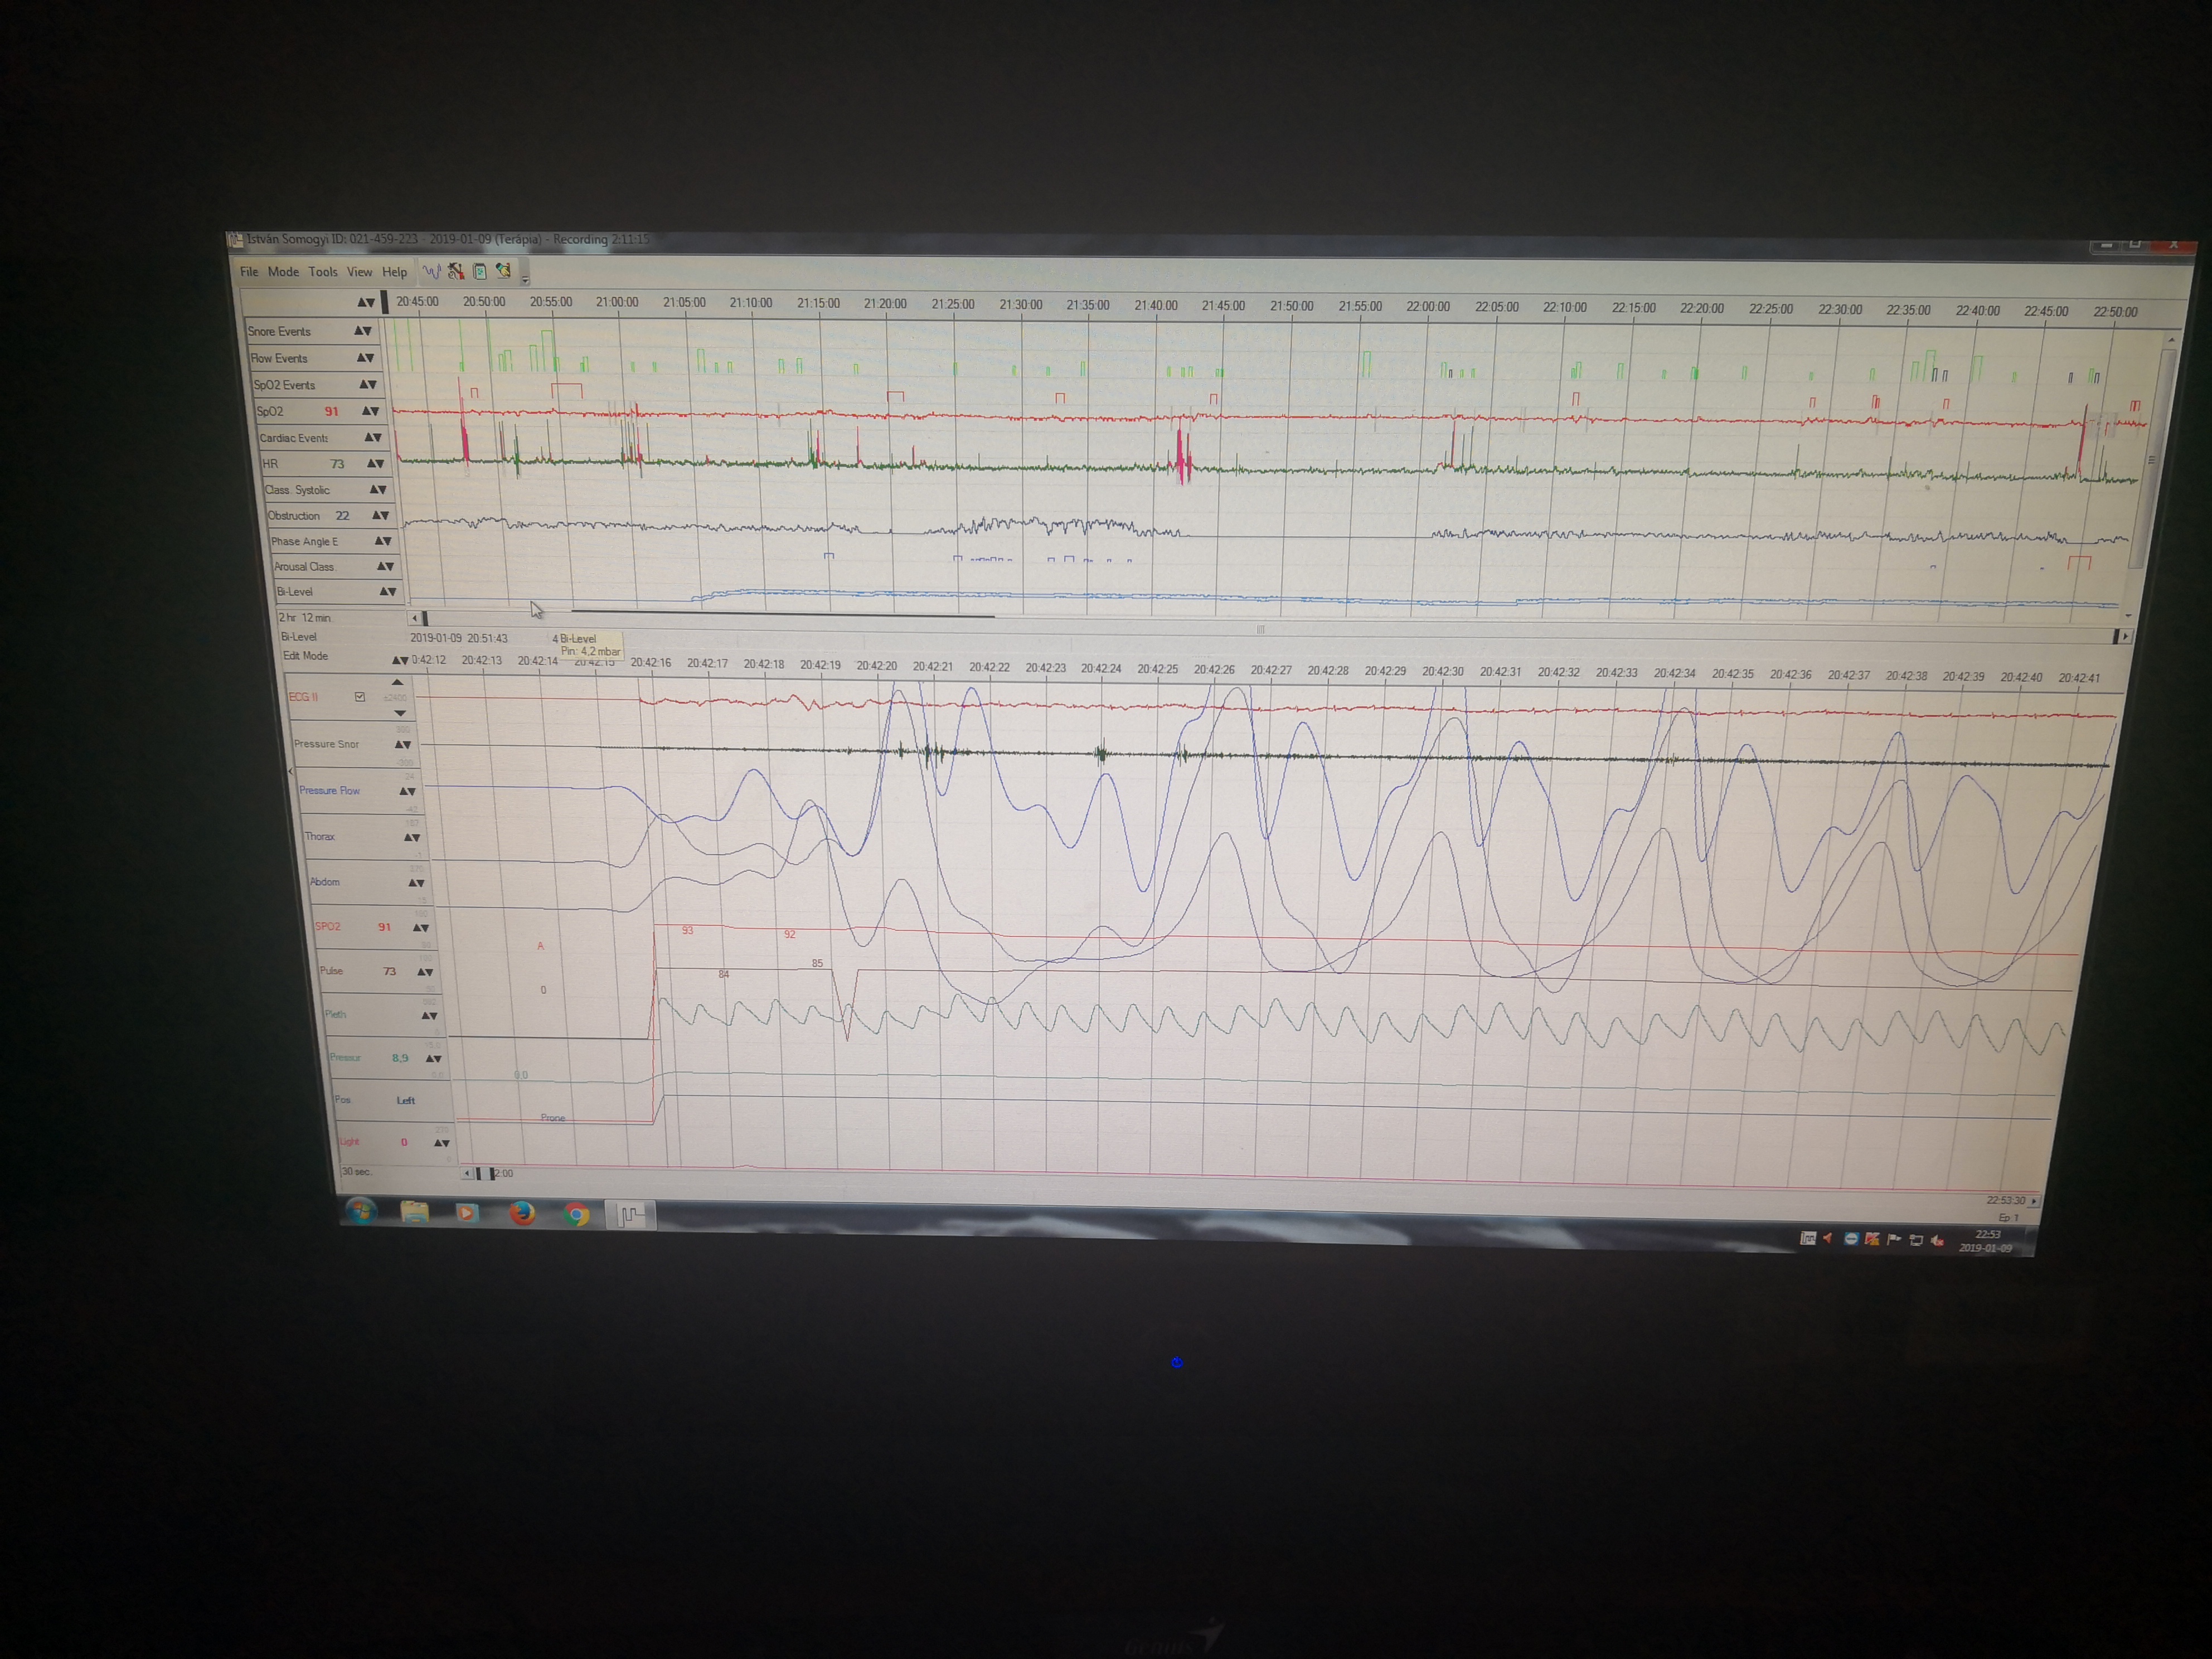 István Somogyi ID: 021-459-223 - 2019-01-09 (Terápia) - Recording 2:11:15
File Mode Tools View Help
20:45:00 20:50:00 20:55:00 21:00:00 21:05:00 21:10:00 21:15:00 21:20:00 21:25:00 21:30:00 21:35:00 21:40:00 21:45:00 21:50:00 21:55:00 22:00:00 22:05:00 22:10:00 22:15:00 22:20:00 22:25:00 22:30:00 22:35:00 22:40:00 22:45:00 22:50:00
Snore Events
Flow Events
SpO2 Events
SpO2 91
Cardiac Events
HR 73
Class. Systolic
Obstruction 22
Phase Angle E
Arousal Class.
Bi-Level
2 hr 12 min.
Bi-Level 2019-01-09 20:51:43 4 Bi-Level
Pin: 4,2 mbar
Edit Mode
0:42:12 20:42:13 20:42:14 20:42:15 20:42:16 20:42:17 20:42:18 20:42:19 20:42:20 20:42:21 20:42:22 20:42:23 20:42:24 20:42:25 20:42:26 20:42:27 20:42:28 20:42:29 20:42:30 20:42:31 20:42:32 20:42:33 20:42:34 20:42:35 20:42:36 20:42:37 20:42:38 20:42:39 20:42:40 20:42:41
ECG II
Pressure Snor
Pressure Flow
Thorax
Abdom
SPO2 91 A 93 92
Pulse 73 0 84 85
Pleth
Pressur 8,9 0,0
Pos. Left Prone
Light 0
30 sec. 2:00
22:53:30
Ep:1
22:53
2019-01-09
Genius